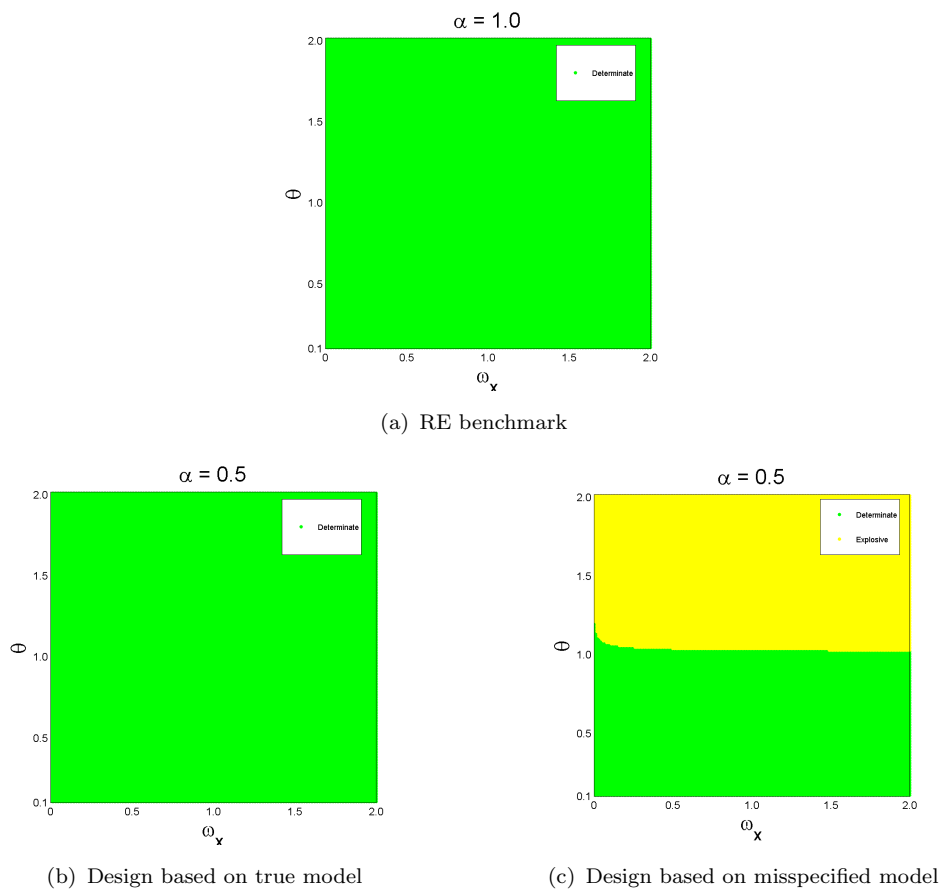 α = 1.0
2.0
Determinate
1.5
θ
1.0
0.5
0.1
0 0.5 1.0 1.5 2.0
ωx
(a) RE benchmark
α = 0.5
2.0
Determinate
1.5
θ
1.0
0.5
0.1
0 0.5 1.0 1.5 2.0
ωx
(b) Design based on true model
α = 0.5
2.0
Determinate
Explosive
1.5
θ
1.0
0.5
0.1
0 0.5 1.0 1.5 2.0
ωx
(c) Design based on misspecified model